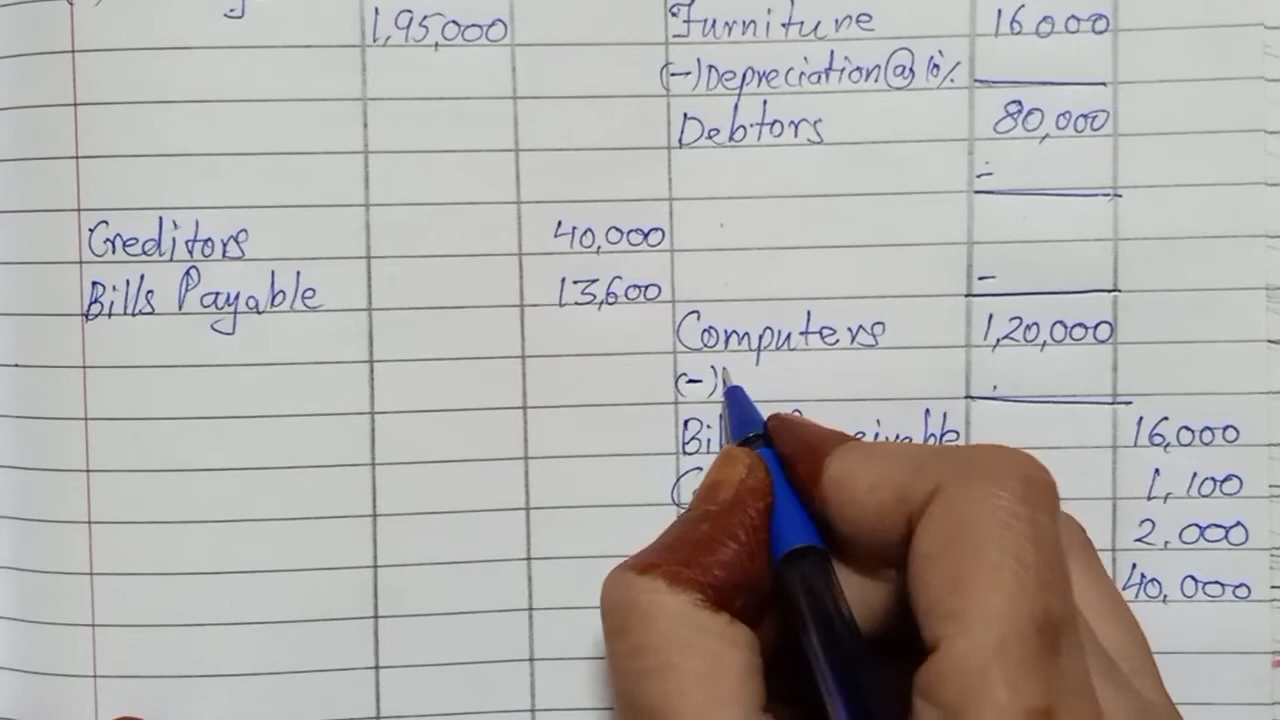 1,95,000 Furniture 16000
(-) Depreciation @ 10%
Debtors 80,000
-
Creditors 40,000
-
Bills Payable 13,600
Computers 1,20,000
(-)
16,000
1,100
2,000
40,000